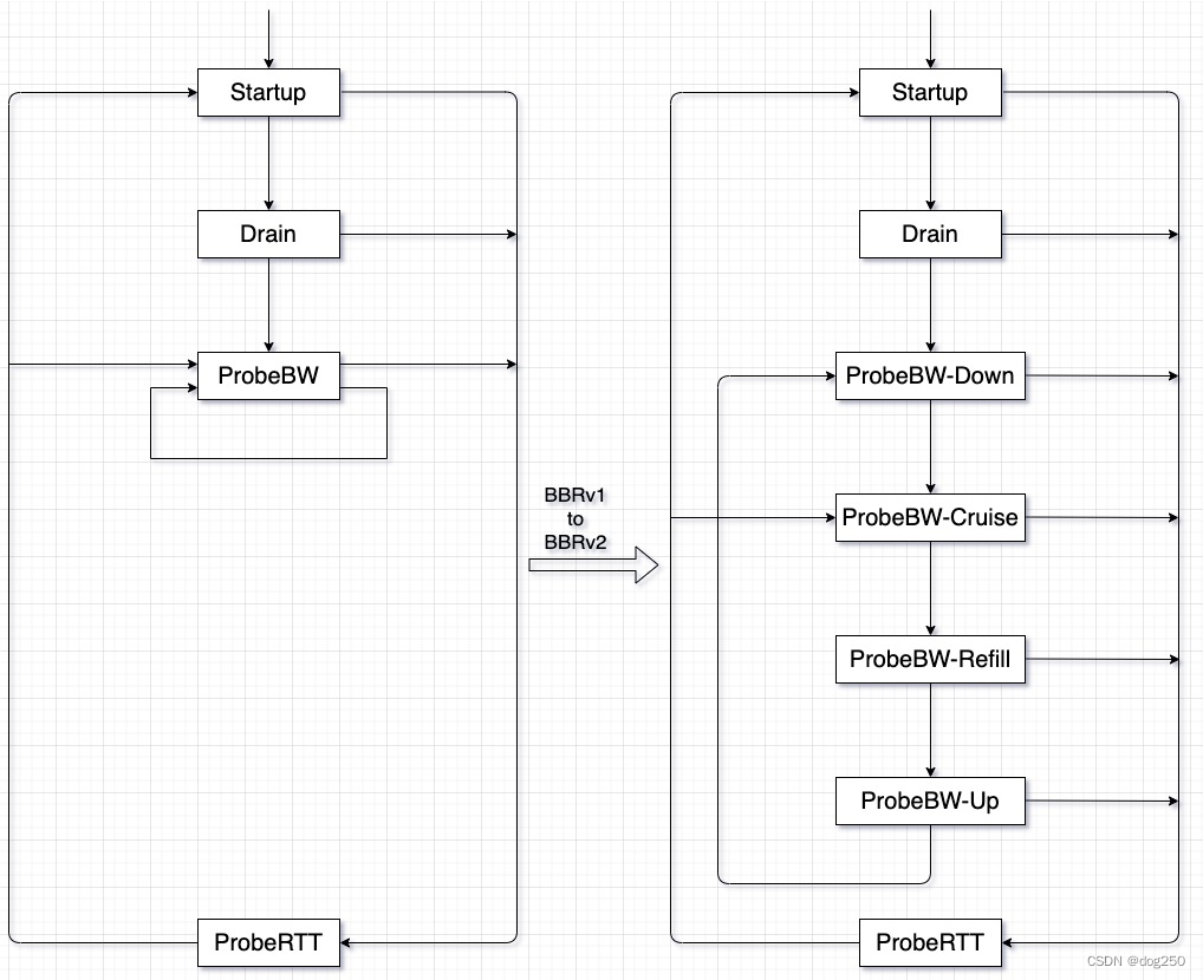 Startup
Drain
ProbeBW
ProbeRTT
BBRv1
to
BBRv2
Startup
Drain
ProbeBW-Down
ProbeBW-Cruise
ProbeBW-Refill
ProbeBW-Up
ProbeRTT
CSDN @dog250